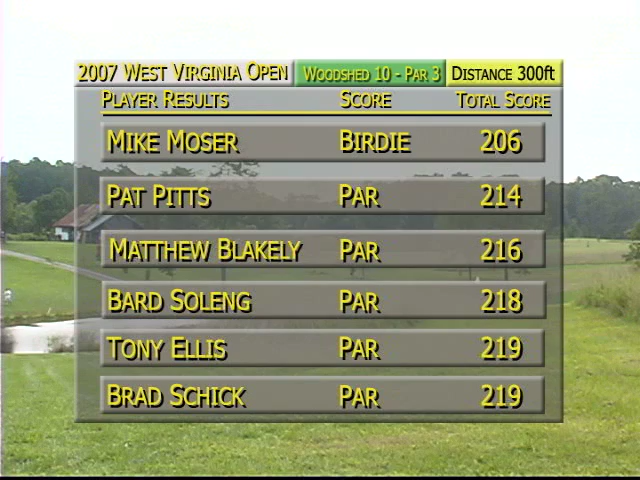 2007 West Virginia Open Woodshed 10 - Par 3 Distance 300ft
Player Results Score Total Score
Mike Moser Birdie 206
Pat Pitts Par 214
Matthew Blakely Par 216
Bard Soleng Par 218
Tony Ellis Par 219
Brad Schick Par 219